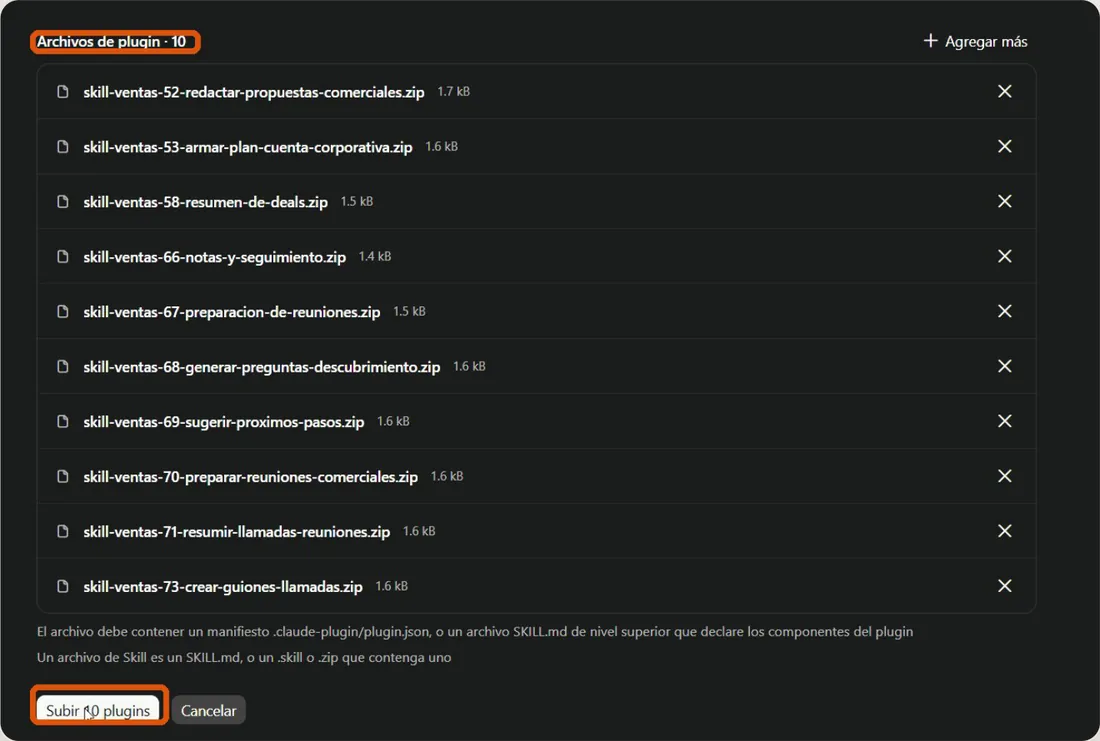 Archivos de plugin · 10
+ Agregar más
skill-ventas-52-redactar-propuestas-comerciales.zip 1.7 kB
skill-ventas-53-armar-plan-cuenta-corporativa.zip 1.6 kB
skill-ventas-58-resumen-de-deals.zip 1.5 kB
skill-ventas-66-notas-y-seguimiento.zip 1.4 kB
skill-ventas-67-preparacion-de-reuniones.zip 1.5 kB
skill-ventas-68-generar-preguntas-descubrimiento.zip 1.6 kB
skill-ventas-69-sugerir-proximos-pasos.zip 1.6 kB
skill-ventas-70-preparar-reuniones-comerciales.zip 1.6 kB
skill-ventas-71-resumir-llamadas-reuniones.zip 1.6 kB
skill-ventas-73-crear-guiones-llamadas.zip 1.6 kB
El archivo debe contener un manifiesto .claude-plugin/plugin.json, o un archivo SKILL.md de nivel superior que declare los componentes del plugin
Un archivo de Skill es un SKILL.md, o un .skill o .zip que contenga uno
Subir 10 plugins
Cancelar